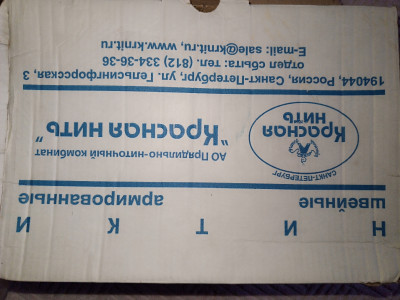 Н И Т К И
швейные армированные
САНКТ-ПЕТЕРБУРГ
Красная
НИТЬ
АО Прядильно-ниточный комбинат
"Красная нить"
194044, Россия, Санкт-Петербург, ул. Гельсингфорсская, 3
отдел сбыта: тел. (812) 334-36-36
E-mail: sale@krnit.ru, www.krnit.ru